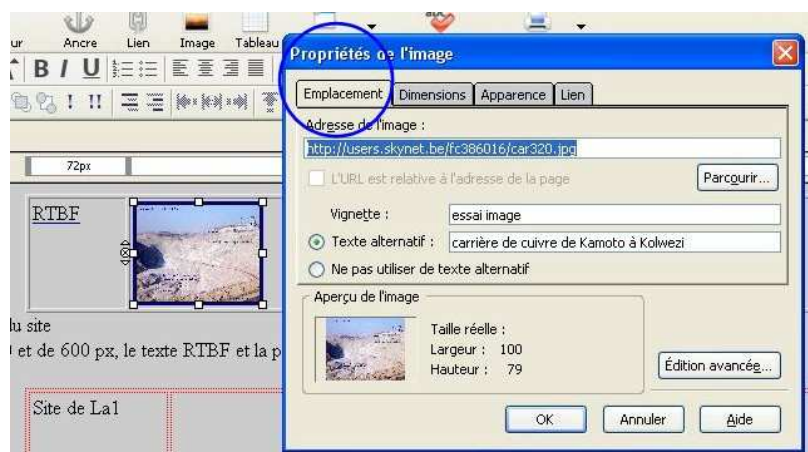 Ancre Lien Image Tableau
B I U
! !!
72px
RTBF
du site
et de 600 px, le texte RTBF et la p
Site de La1
Propriétés de l'image
Emplacement Dimensions Apparence Lien
Adresse de l'image :
http://users.skynet.be/fc386016/car320.jpg
L'URL est relative à l'adresse de la page
Parcourir...
Vignette : essai image
Texte alternatif : carrière de cuivre de Kamoto à Kolwezi
Ne pas utiliser de texte alternatif
Aperçu de l'image
Taille réelle :
Largeur : 100
Hauteur : 79
Édition avancée...
OK Annuler Aide